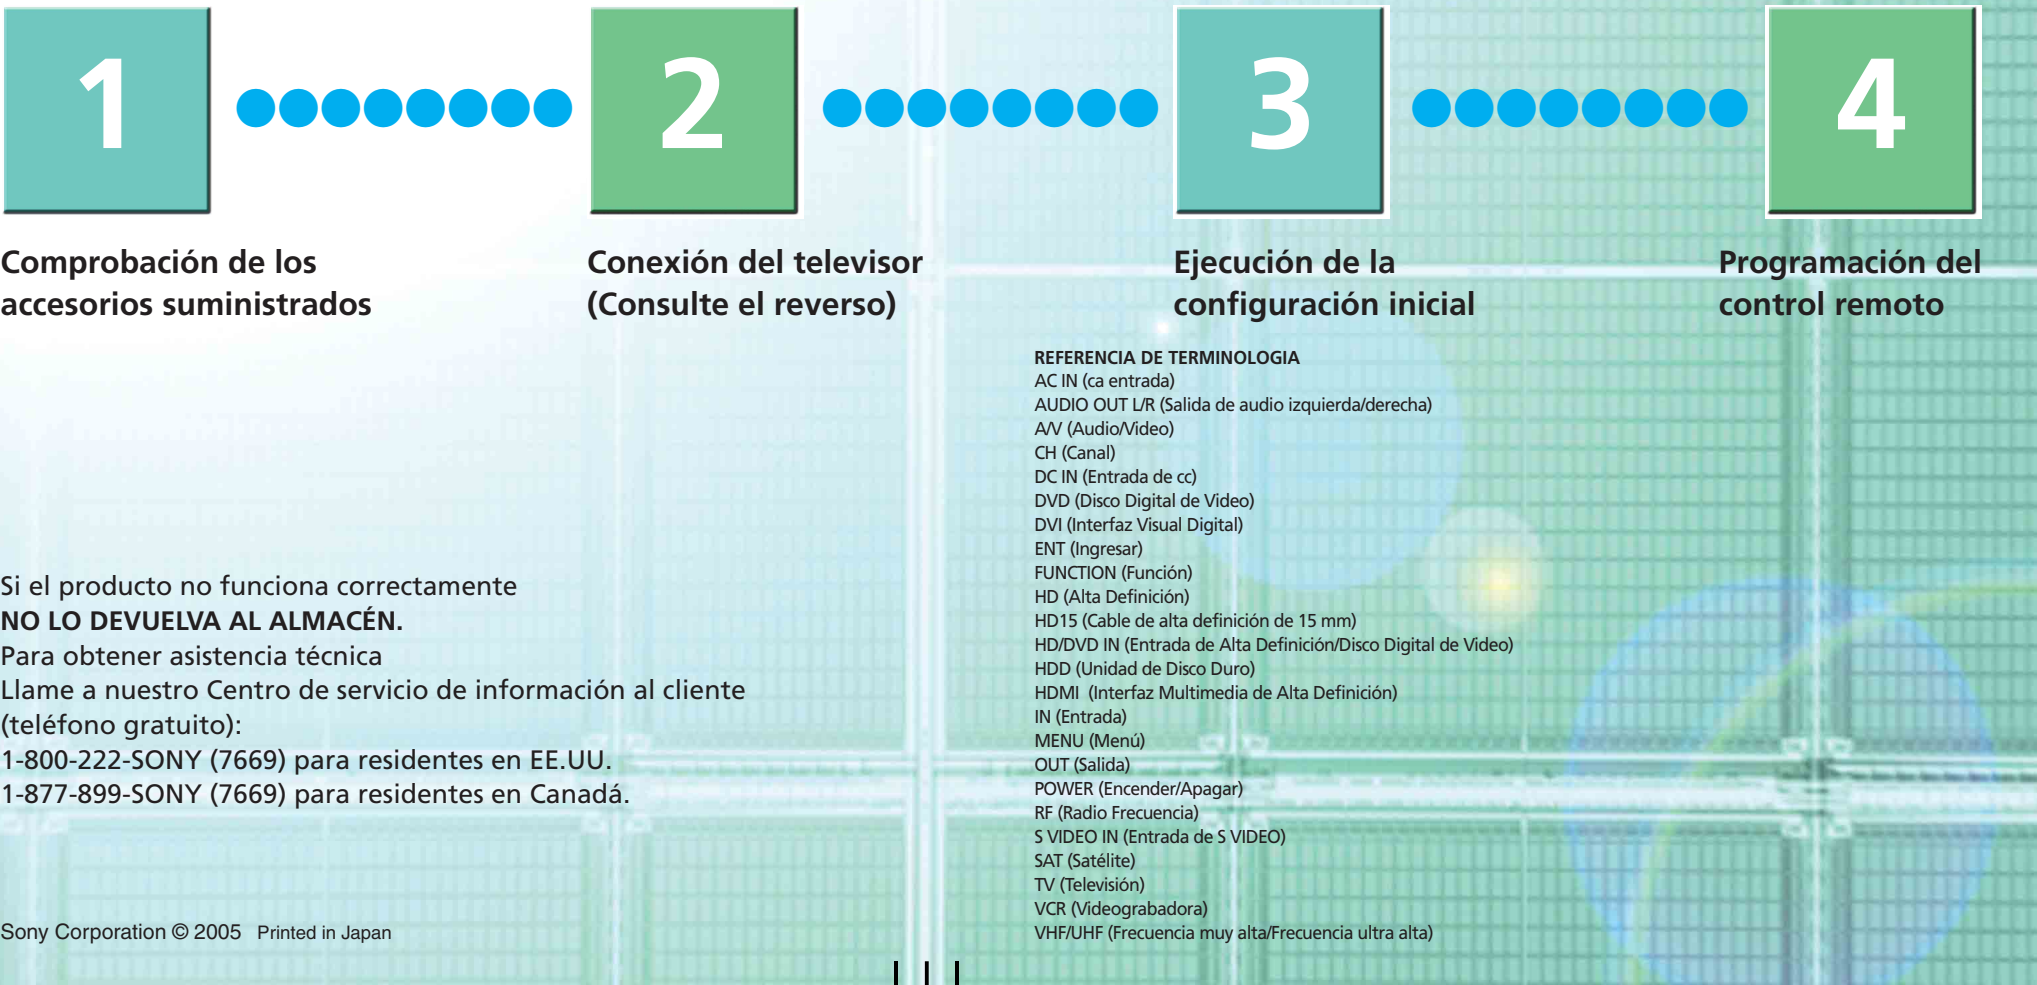 1
2
3
4
Comprobación de los
accesorios suministrados
Conexión del televisor
(Consulte el reverso)
Ejecución de la
configuración inicial
Programación del
control remoto
Si el producto no funciona correctamente
NO LO DEVUELVA AL ALMACÉN.
Para obtener asistencia técnica
Llame a nuestro Centro de servicio de información al cliente
(teléfono gratuito):
1-800-222-SONY (7669) para residentes en EE.UU.
1-877-899-SONY (7669) para residentes en Canadá.
Sony Corporation © 2005 Printed in Japan
REFERENCIA DE TERMINOLOGIA
AC IN (ca entrada)
AUDIO OUT L/R (Salida de audio izquierda/derecha)
A/V (Audio/Video)
CH (Canal)
DC IN (Entrada de cc)
DVD (Disco Digital de Video)
DVI (Interfaz Visual Digital)
ENT (Ingresar)
FUNCTION (Función)
HD (Alta Definición)
HD15 (Cable de alta definición de 15 mm)
HD/DVD IN (Entrada de Alta Definición/Disco Digital de Video)
HDD (Unidad de Disco Duro)
HDMI (Interfaz Multimedia de Alta Definición)
IN (Entrada)
MENU (Menú)
OUT (Salida)
POWER (Encender/Apagar)
RF (Radio Frecuencia)
S VIDEO IN (Entrada de S VIDEO)
SAT (Satélite)
TV (Televisión)
VCR (Videograbadora)
VHF/UHF (Frecuencia muy alta/Frecuencia ultra alta)